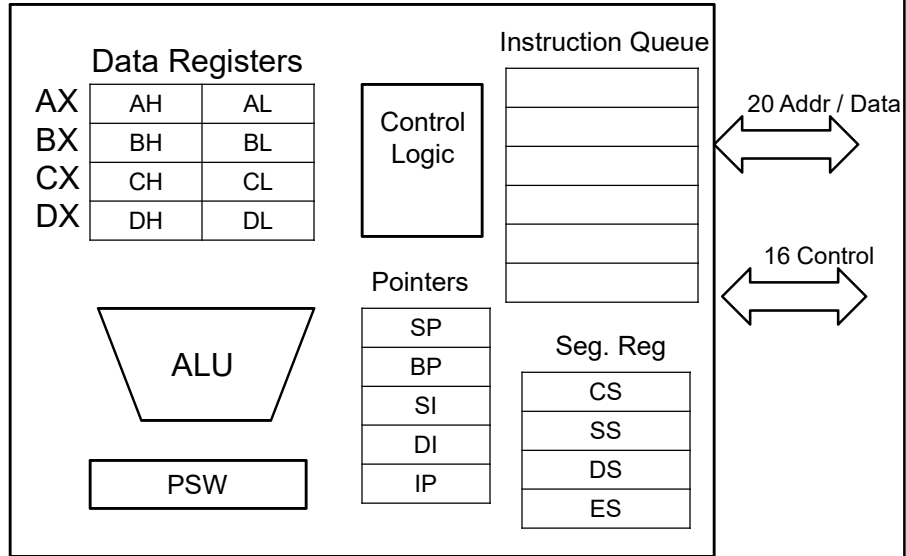 Data Registers
AX AH AL
BX BH BL
CX CH CL
DX DH DL
Control
Logic
Instruction Queue
20 Addr / Data
16 Control
ALU
PSW
Pointers
SP
BP
SI
DI
IP
Seg. Reg
CS
SS
DS
ES